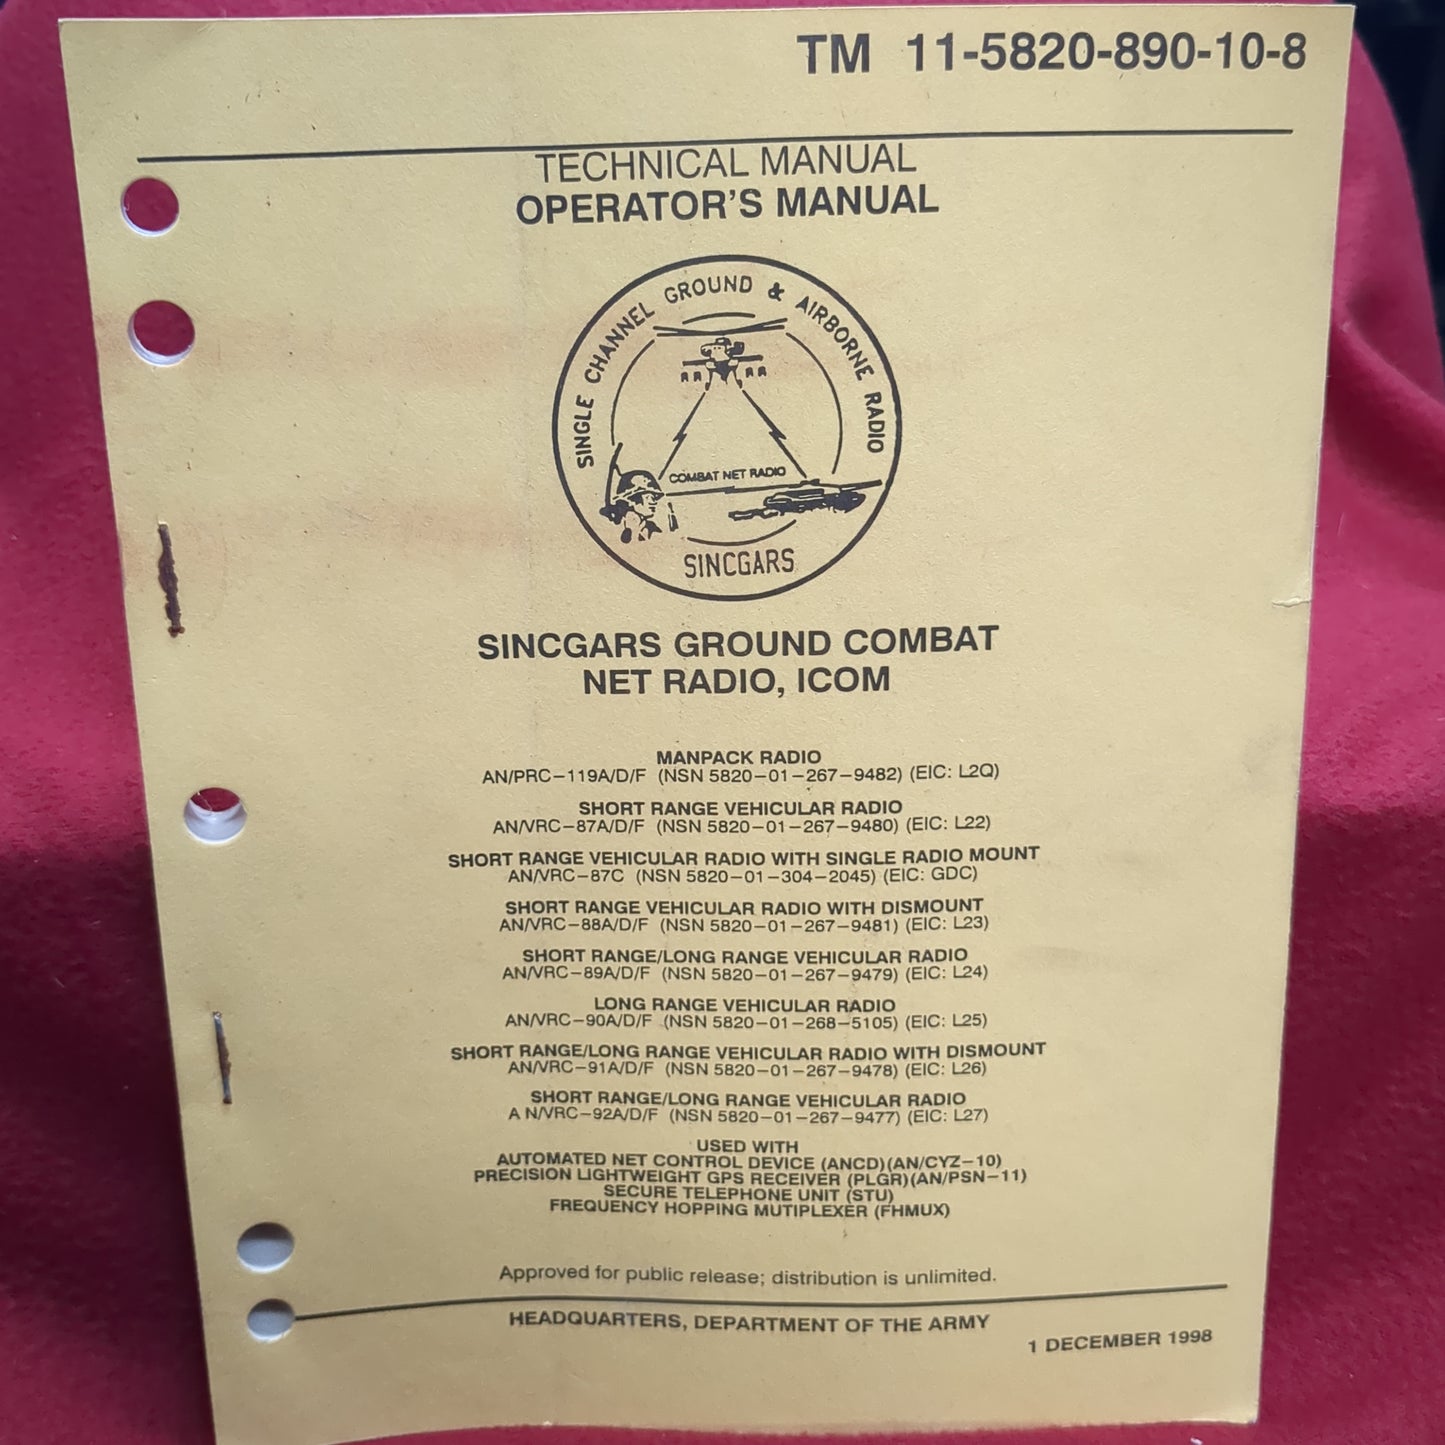 TM 11-5820-890-10-8
TECHNICAL MANUAL
OPERATOR'S MANUAL
SINGLE CHANNEL GROUND & AIRBORNE RADIO
COMBAT NET RADIO
SINCGARS
SINCGARS GROUND COMBAT
NET RADIO, ICOM
MANPACK RADIO
AN/PRC-119A/D/F (NSN 5820-01-267-9482) (EIC: L2Q)
SHORT RANGE VEHICULAR RADIO
AN/VRC-87A/D/F (NSN 5820-01-267-9480) (EIC: L22)
SHORT RANGE VEHICULAR RADIO WITH SINGLE RADIO MOUNT
AN/VRC-87C (NSN 5820-01-304-2045) (EIC: GDC)
SHORT RANGE VEHICULAR RADIO WITH DISMOUNT
AN/VRC-88A/D/F (NSN 5820-01-267-9481) (EIC: L23)
SHORT RANGE/LONG RANGE VEHICULAR RADIO
AN/VRC-89A/D/F (NSN 5820-01-267-9479) (EIC: L24)
LONG RANGE VEHICULAR RADIO
AN/VRC-90A/D/F (NSN 5820-01-268-5105) (EIC: L25)
SHORT RANGE/LONG RANGE VEHICULAR RADIO WITH DISMOUNT
AN/VRC-91A/D/F (NSN 5820-01-267-9478) (EIC: L26)
SHORT RANGE/LONG RANGE VEHICULAR RADIO
A N/VRC-92A/D/F (NSN 5820-01-267-9477) (EIC: L27)
USED WITH
AUTOMATED NET CONTROL DEVICE (ANCD)(AN/CYZ-10)
PRECISION LIGHTWEIGHT GPS RECEIVER (PLGR)(AN/PSN-11)
SECURE TELEPHONE UNIT (STU)
FREQUENCY HOPPING MUTIPLEXER (FHMUX)
Approved for public release; distribution is unlimited.
HEADQUARTERS, DEPARTMENT OF THE ARMY
1 DECEMBER 1998